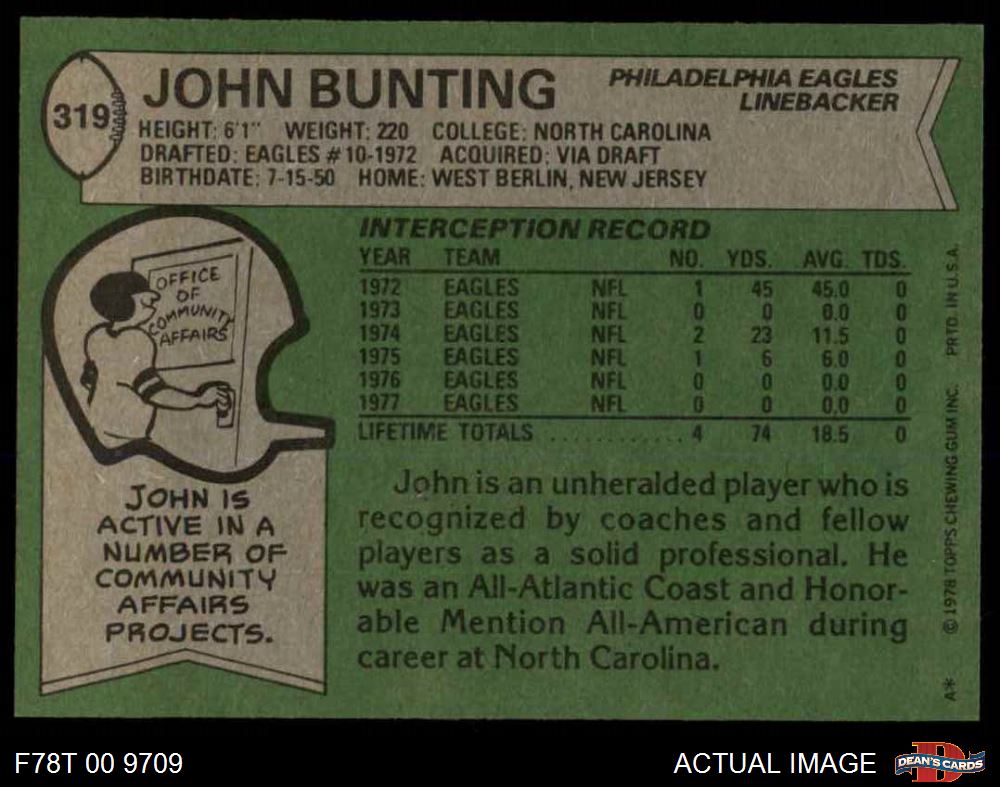 319
JOHN BUNTING
PHILADELPHIA EAGLES
LINEBACKER
HEIGHT: 6'1" WEIGHT: 220 COLLEGE: NORTH CAROLINA
DRAFTED: EAGLES #10-1972 ACQUIRED: VIA DRAFT
BIRTHDATE: 7-15-50 HOME: WEST BERLIN, NEW JERSEY
OFFICE
OF
COMMUNITY
AFFAIRS
JOHN IS
ACTIVE IN A
NUMBER OF
COMMUNITY
AFFAIRS
PROJECTS.
INTERCEPTION RECORD
YEAR TEAM NO. YDS. AVG. TDS.
1972 EAGLES NFL 1 45 45.0 0
1973 EAGLES NFL 0 0 0.0 0
1974 EAGLES NFL 2 23 11.5 0
1975 EAGLES NFL 1 6 6.0 0
1976 EAGLES NFL 0 0 0.0 0
1977 EAGLES NFL 0 0 0.0 0
LIFETIME TOTALS ............ 4 74 18.5 0
John is an unheralded player who is
recognized by coaches and fellow
players as a solid professional. He
was an All-Atlantic Coast and Honor-
able Mention All-American during
career at North Carolina.
A* © 1978 TOPPS CHEWING GUM INC. PRTD. IN U.S.A.
F78T 00 9709
ACTUAL IMAGE
DEAN'S CARDS